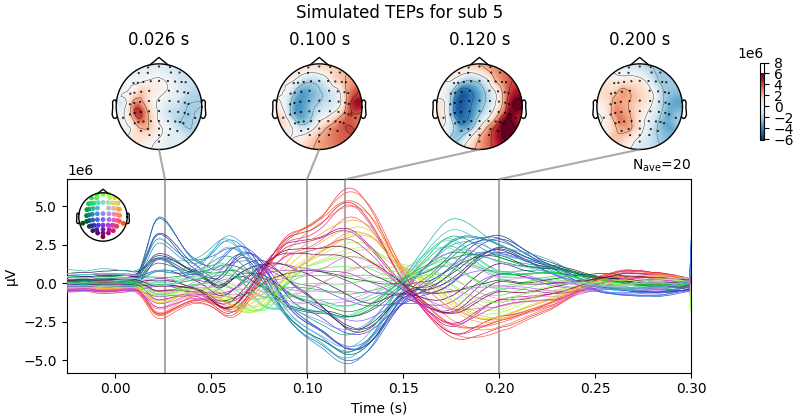 Simulated TEPs for sub 5
0.026 s
0.100 s
0.120 s
0.200 s
1e6
8
6
4
2
0
−2
−4
−6
Nave=20
1e6
5.0
2.5
0.0
−2.5
−5.0
µV
0.00
0.05
0.10
0.15
0.20
0.25
0.30
Time (s)